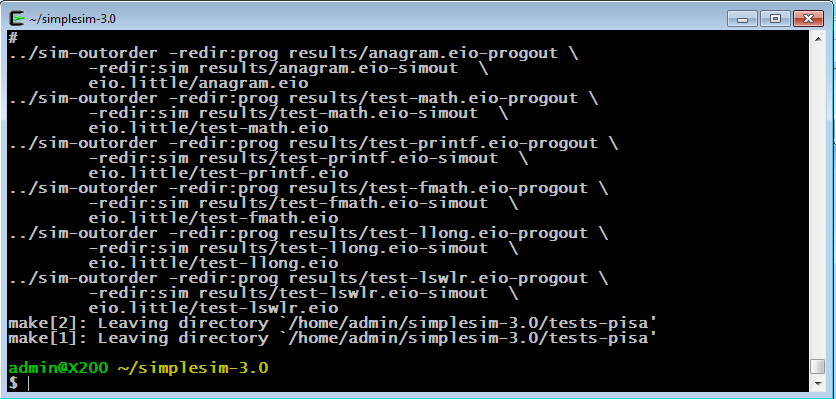 ~/simplesim-3.0
#
../sim-outorder -redir:prog results/anagram.eio-progout \
        -redir:sim results/anagram.eio-simout  \
        eio.little/anagram.eio
../sim-outorder -redir:prog results/test-math.eio-progout \
        -redir:sim results/test-math.eio-simout  \
        eio.little/test-math.eio
../sim-outorder -redir:prog results/test-printf.eio-progout \
        -redir:sim results/test-printf.eio-simout  \
        eio.little/test-printf.eio
../sim-outorder -redir:prog results/test-fmath.eio-progout \
        -redir:sim results/test-fmath.eio-simout  \
        eio.little/test-fmath.eio
../sim-outorder -redir:prog results/test-llong.eio-progout \
        -redir:sim results/test-llong.eio-simout  \
        eio.little/test-llong.eio
../sim-outorder -redir:prog results/test-lswlr.eio-progout \
        -redir:sim results/test-lswlr.eio-simout  \
        eio.little/test-lswlr.eio
make[2]: Leaving directory `/home/admin/simplesim-3.0/tests-pisa'
make[1]: Leaving directory `/home/admin/simplesim-3.0/tests-pisa'
admin@X200 ~/simplesim-3.0
$